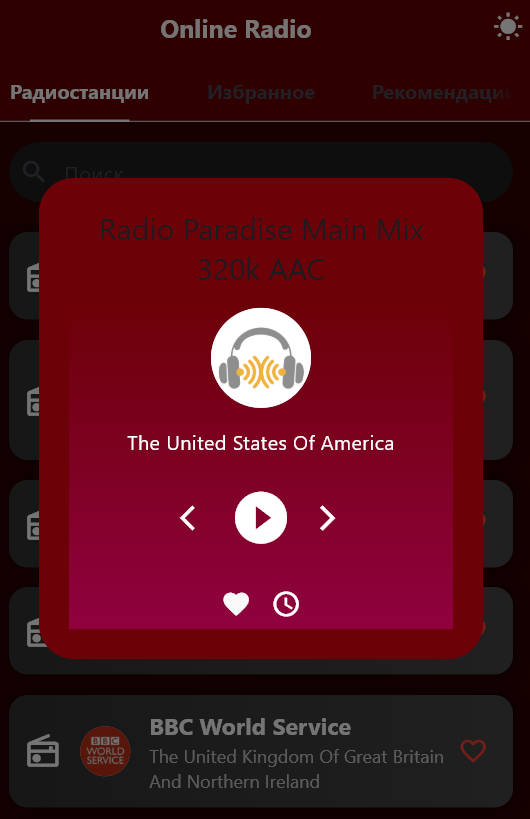 Online Radio
Радиостанции Избранное Рекомендации
Поиск
Radio Paradise Main Mix
320k AAC
The United States Of America
BBC World Service
BBC
WORLD
SERVICE
The United Kingdom Of Great Britain
And Northern Ireland